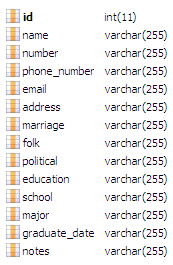 id int(11)
name varchar(255)
number varchar(255)
phone_number varchar(255)
email varchar(255)
address varchar(255)
marriage varchar(255)
folk varchar(255)
political varchar(255)
education varchar(255)
school varchar(255)
major varchar(255)
graduate_date varchar(255)
notes varchar(255)